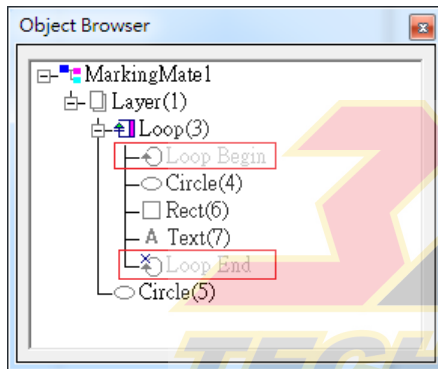 Object Browser
MarkingMate1
Layer(1)
Loop(3)
Loop Begin
Circle(4)
Rect(6)
A Text(7)
Loop End
Circle(5)
TECH